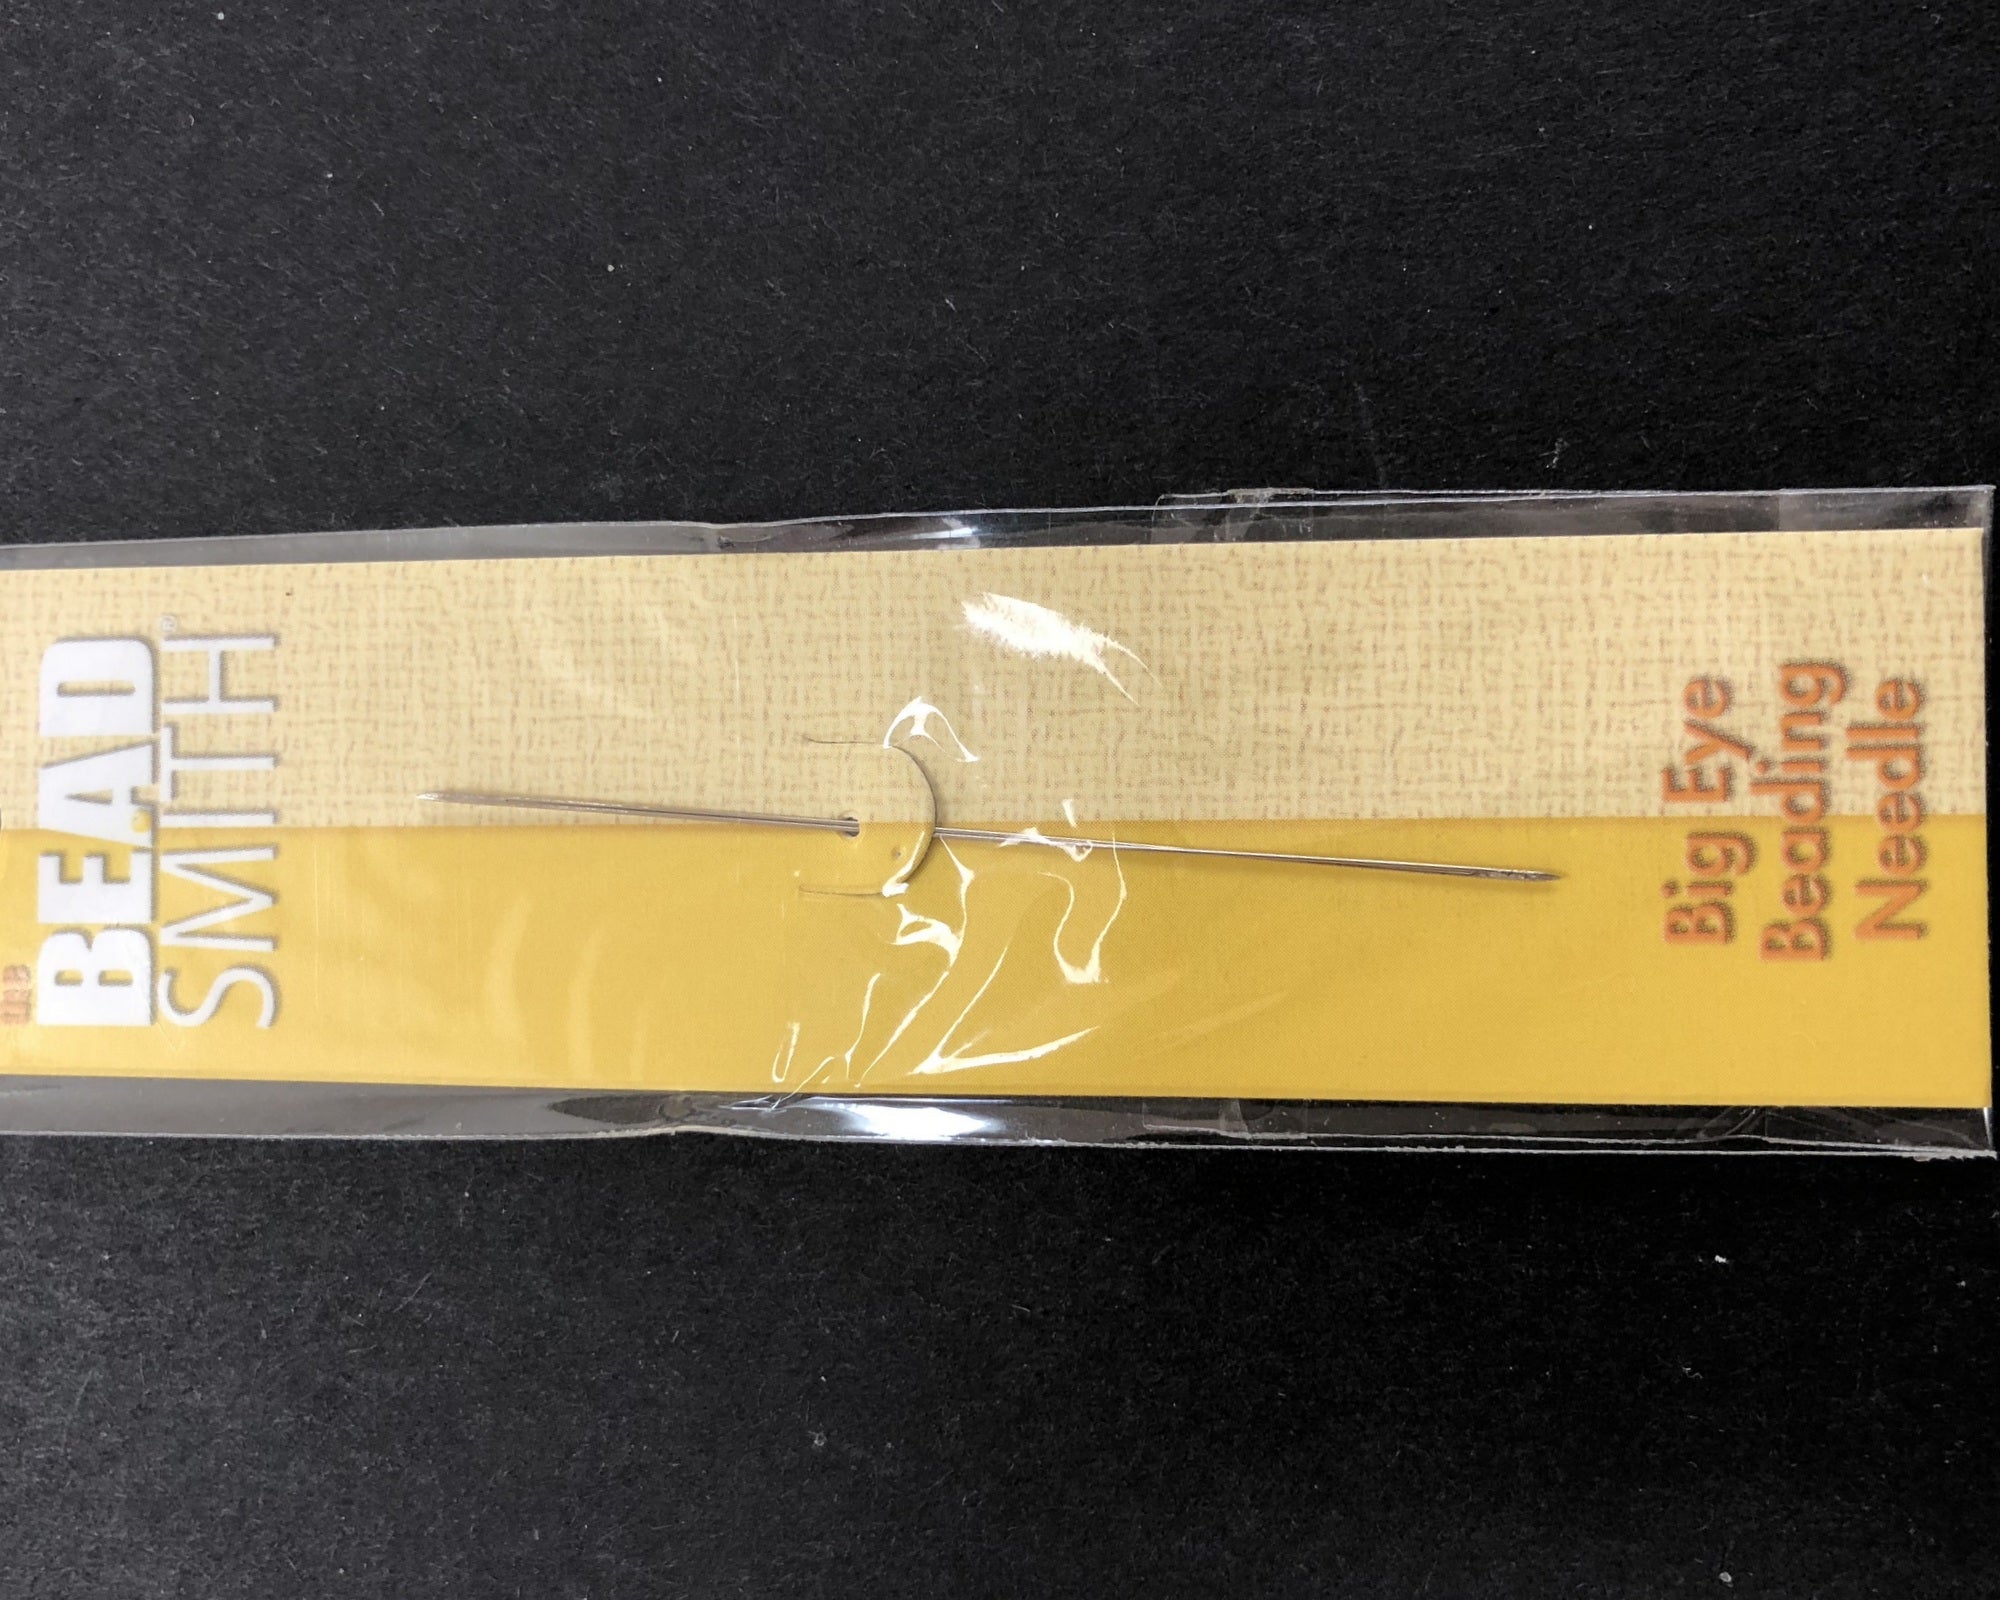 the
BEAD
SMITH®
Big Eye
Beading
Needle